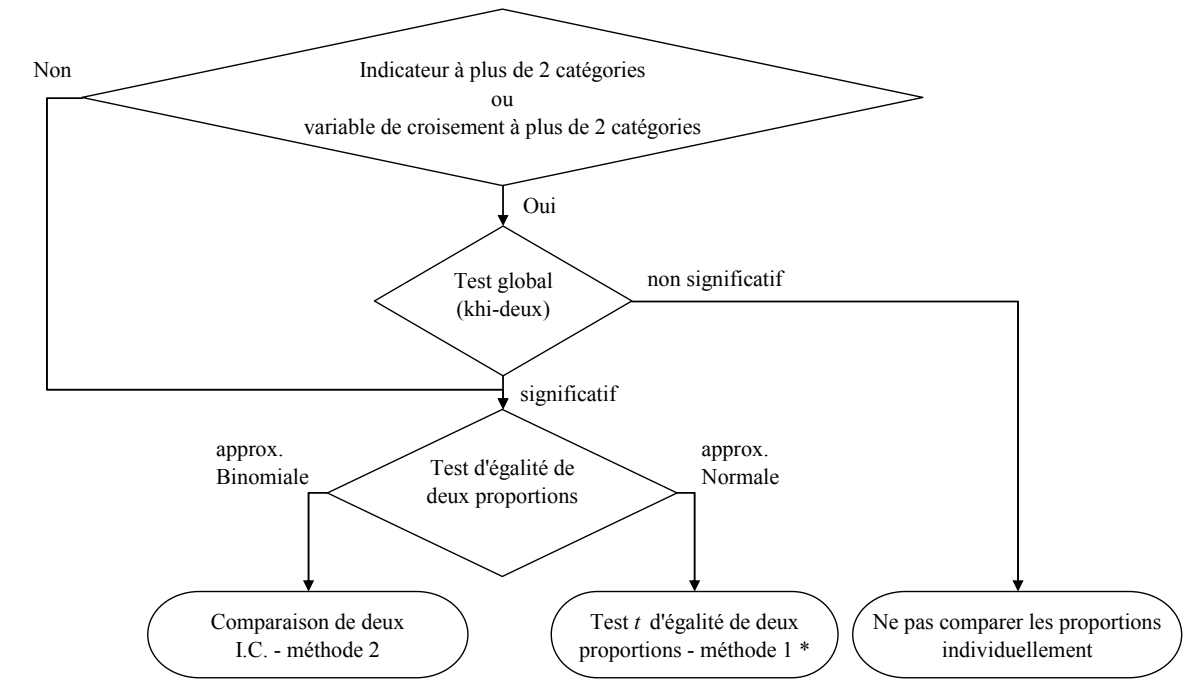 Non
Indicateur à plus de 2 catégories
ou
variable de croisement à plus de 2 catégories
Oui
Test global
(khi-deux)
non significatif
significatif
approx.
Binomiale
Test d'égalité de
deux proportions
approx.
Normale
Comparaison de deux
I.C. - méthode 2
Test t d'égalité de deux
proportions - méthode 1 *
Ne pas comparer les proportions
individuellement